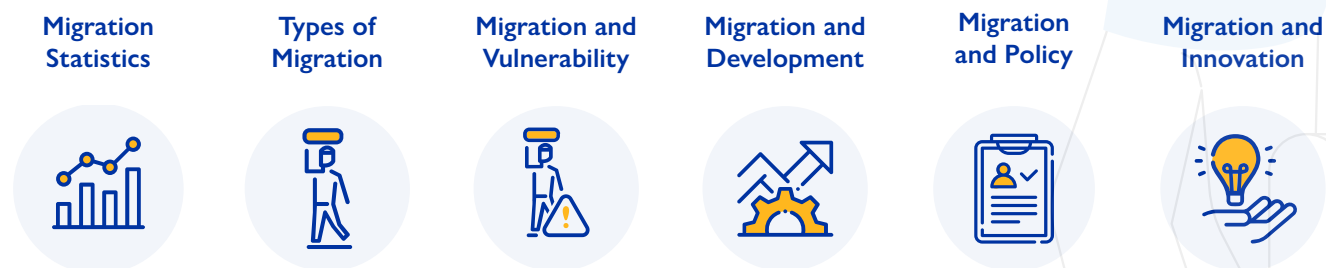 Migration
Statistics
Types of
Migration
Migration and
Vulnerability
Migration and
Development
Migration
and Policy
Migration and
Innovation